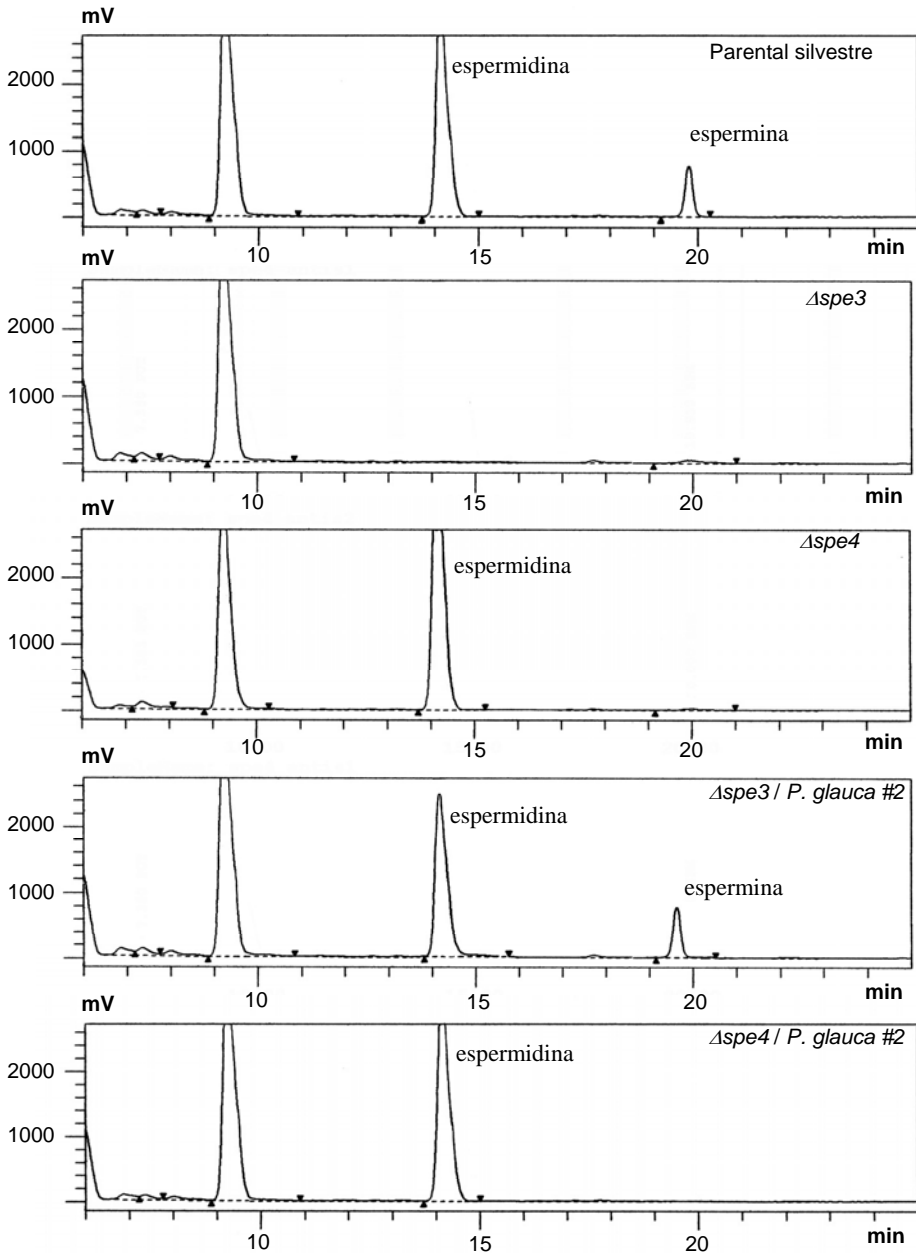 mV
Parental silvestre
espermidina
espermina
2000
1000
10 15 20 min
mV
Δspe3
2000
1000
10 15 20 min
mV
Δspe4
espermidina
2000
1000
10 15 20 min
mV
Δspe3 / P. glauca #2
espermidina
espermina
2000
1000
10 15 20 min
mV
Δspe4 / P. glauca #2
espermidina
2000
1000
10 15 20
min